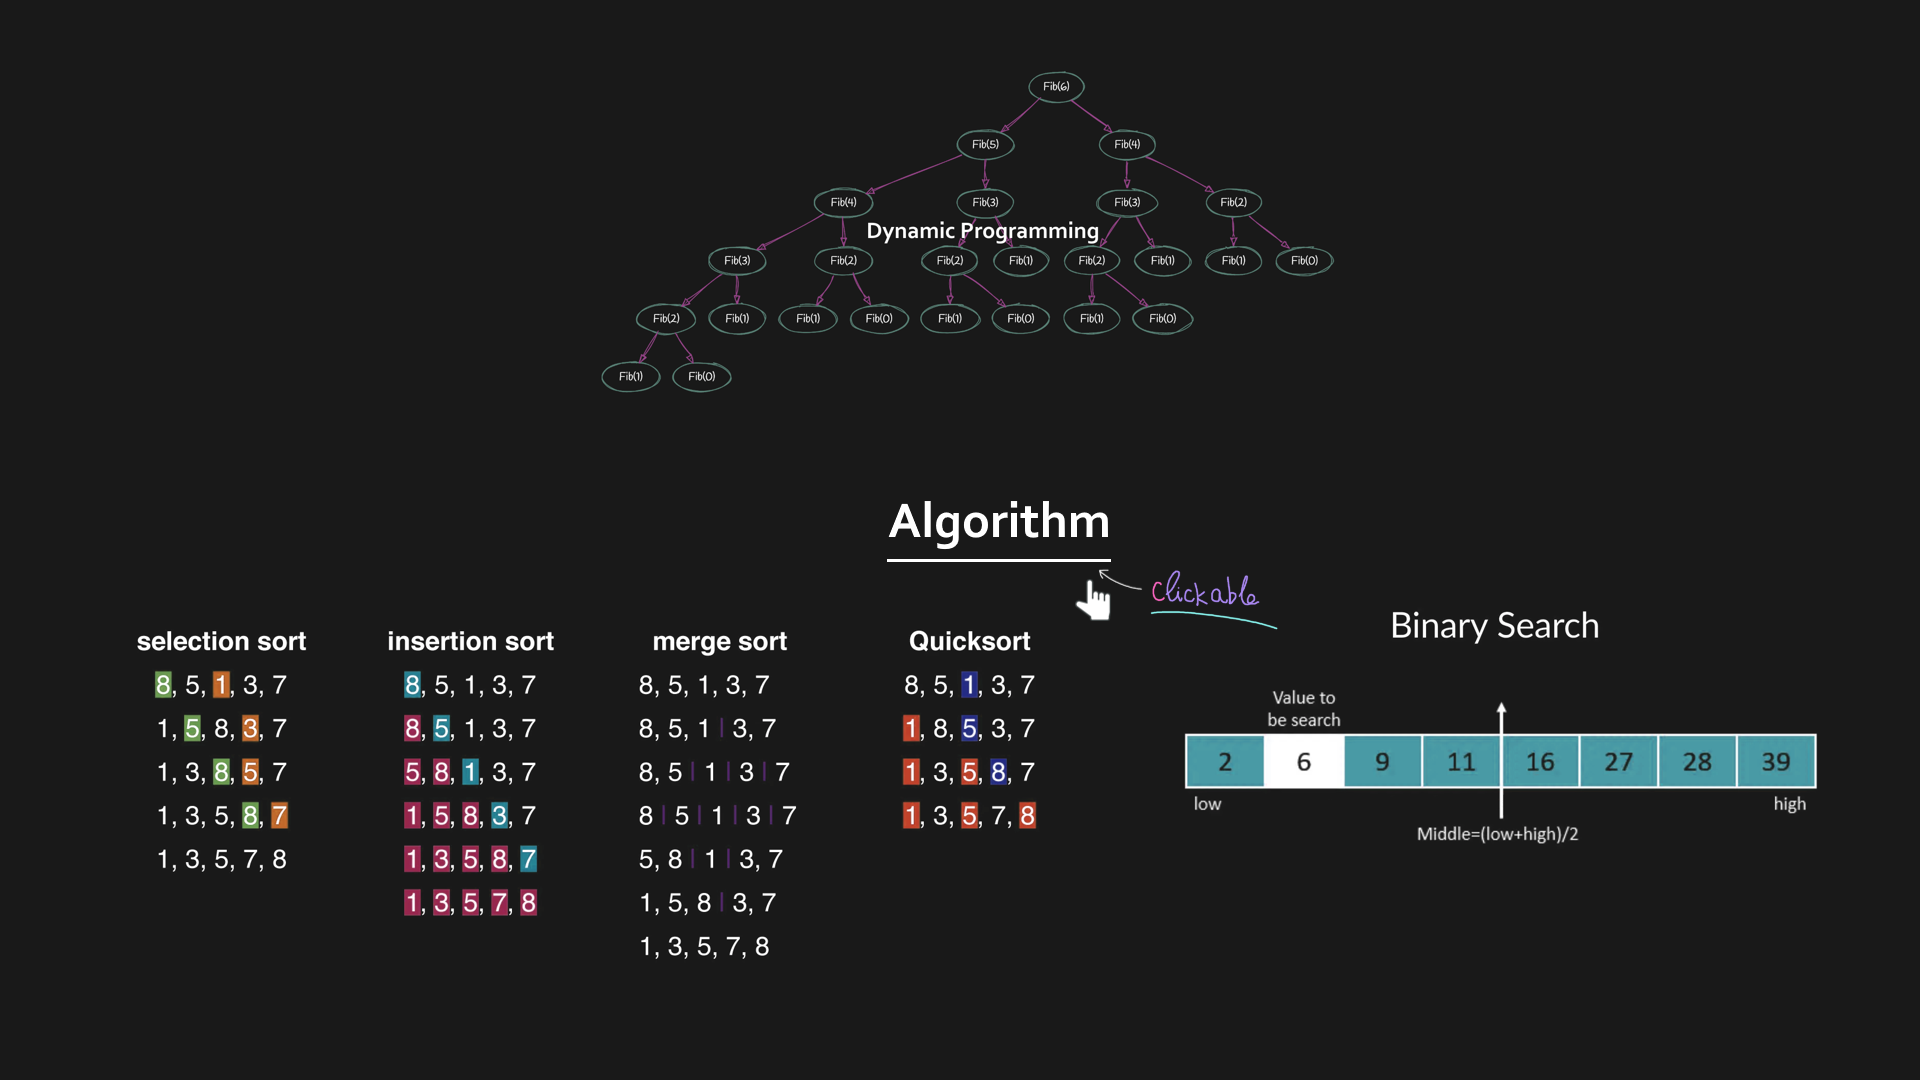 Fib(6)
Fib(5) Fib(4)
Fib(4) Fib(3) Fib(3) Fib(2)
Dynamic Programming
Fib(3) Fib(2) Fib(2) Fib(1) Fib(2) Fib(1) Fib(1) Fib(0)
Fib(2) Fib(1) Fib(1) Fib(0) Fib(1) Fib(0) Fib(1) Fib(0)
Fib(1) Fib(0)
Algorithm
clickable
selection sort
8, 5, 1, 3, 7
1, 5, 8, 3, 7
1, 3, 8, 5, 7
1, 3, 5, 8, 7
1, 3, 5, 7, 8
insertion sort
8, 5, 1, 3, 7
8, 5, 1, 3, 7
5, 8, 1, 3, 7
1, 5, 8, 3, 7
1, 3, 5, 8, 7
1, 3, 5, 7, 8
merge sort
8, 5, 1, 3, 7
8, 5, 1 | 3, 7
8, 5 | 1 | 3 | 7
8 | 5 | 1 | 3 | 7
5, 8 | 1 | 3, 7
1, 5, 8 | 3, 7
1, 3, 5, 7, 8
Quicksort
8, 5, 1, 3, 7
1, 8, 5, 3, 7
1, 3, 5, 8, 7
1, 3, 5, 7, 8
Binary Search
Value to
be search
2 6 9 11 16 27 28 39
low high
Middle=(low+high)/2